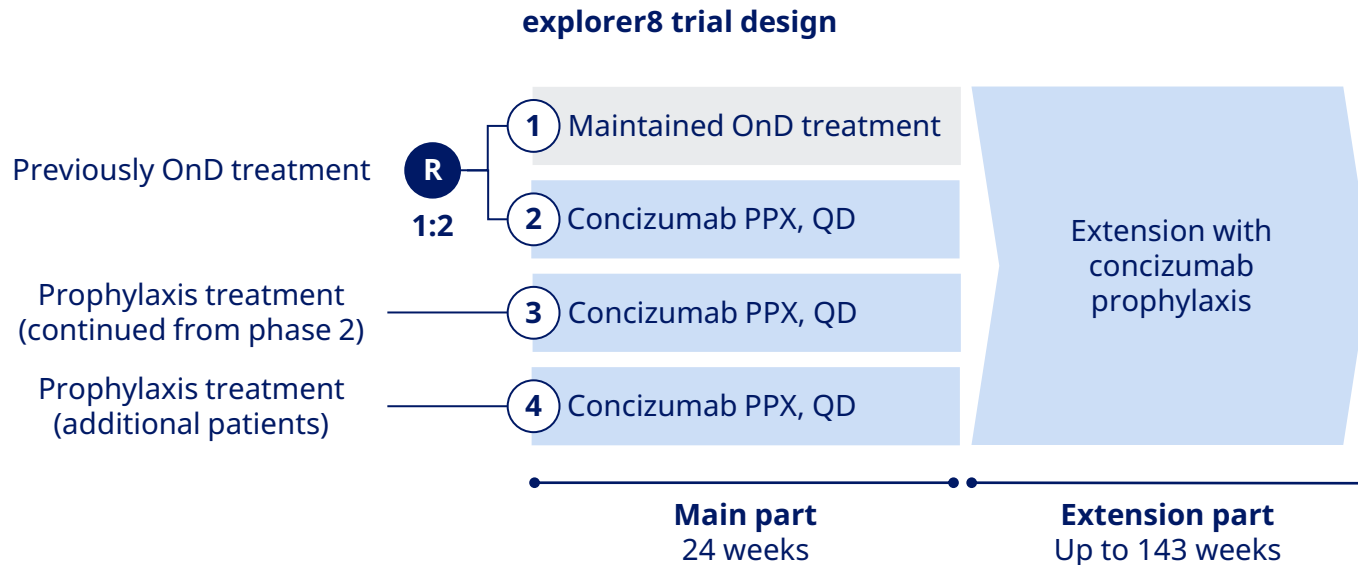 explorer8 trial design
Previously OnD treatment
R
1:2
1
Maintained OnD treatment
2
Concizumab PPX, QD
Prophylaxis treatment
(continued from phase 2)
3
Concizumab PPX, QD
Prophylaxis treatment
(additional patients)
4
Concizumab PPX, QD
Extension with
concizumab
prophylaxis
Main part
24 weeks
Extension part
Up to 143 weeks